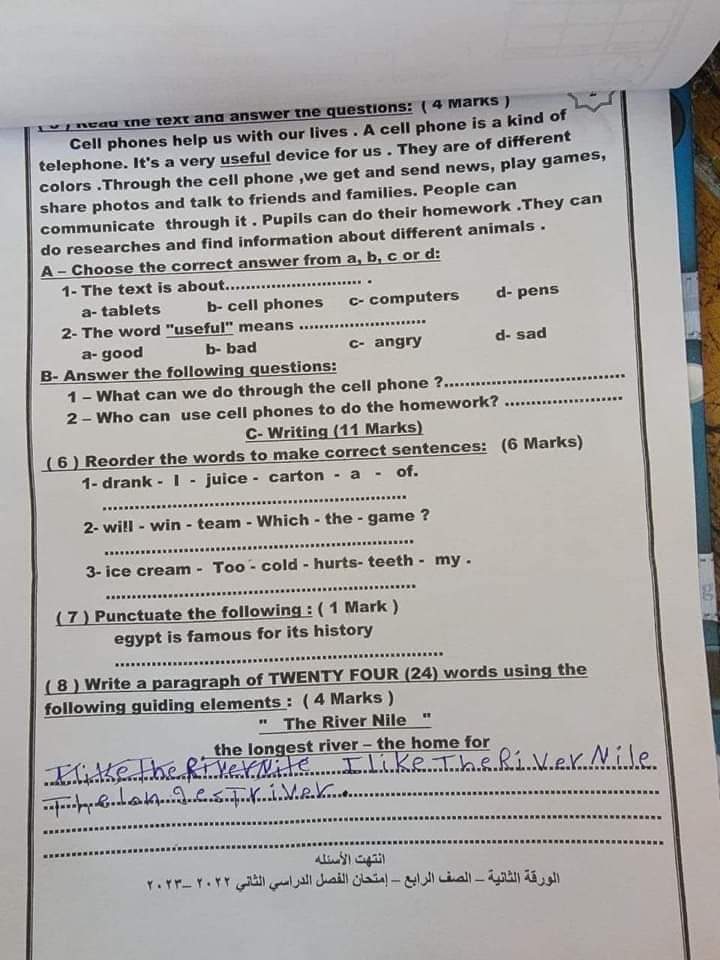 Read the text and answer the questions: ( 4 Marks )
Cell phones help us with our lives . A cell phone is a kind of
telephone. It's a very useful device for us . They are of different
colors .Through the cell phone ,we get and send news, play games,
share photos and talk to friends and families. People can
communicate through it . Pupils can do their homework .They can
do researches and find information about different animals .
A – Choose the correct answer from a, b, c or d:
1- The text is about.............................. .
a- tablets b- cell phones c- computers d- pens
2- The word "useful" means ............................
a- good b- bad c- angry d- sad
B- Answer the following questions:
1 – What can we do through the cell phone ?....................................
2 – Who can use cell phones to do the homework? ........................
C- Writing (11 Marks)
( 6 ) Reorder the words to make correct sentences: (6 Marks)
1- drank - I - juice - carton - a - of.
............................................................
2- will - win - team - Which - the - game ?
............................................................
3- ice cream - Too - cold - hurts- teeth - my .
............................................................
( 7 ) Punctuate the following : ( 1 Mark )
egypt is famous for its history
............................................................
( 8 ) Write a paragraph of TWENTY FOUR (24) words using the
following guiding elements : ( 4 Marks )
" The River Nile "
the longest river – the home for
I like The River Nile I like The River Nile
The longesT river.
انتهت الأسئله
الورقة الثانية – الصف الرابع – إمتحان الفصل الدراسي الثاني ٢٠٢٢ – ٢٠٢٣